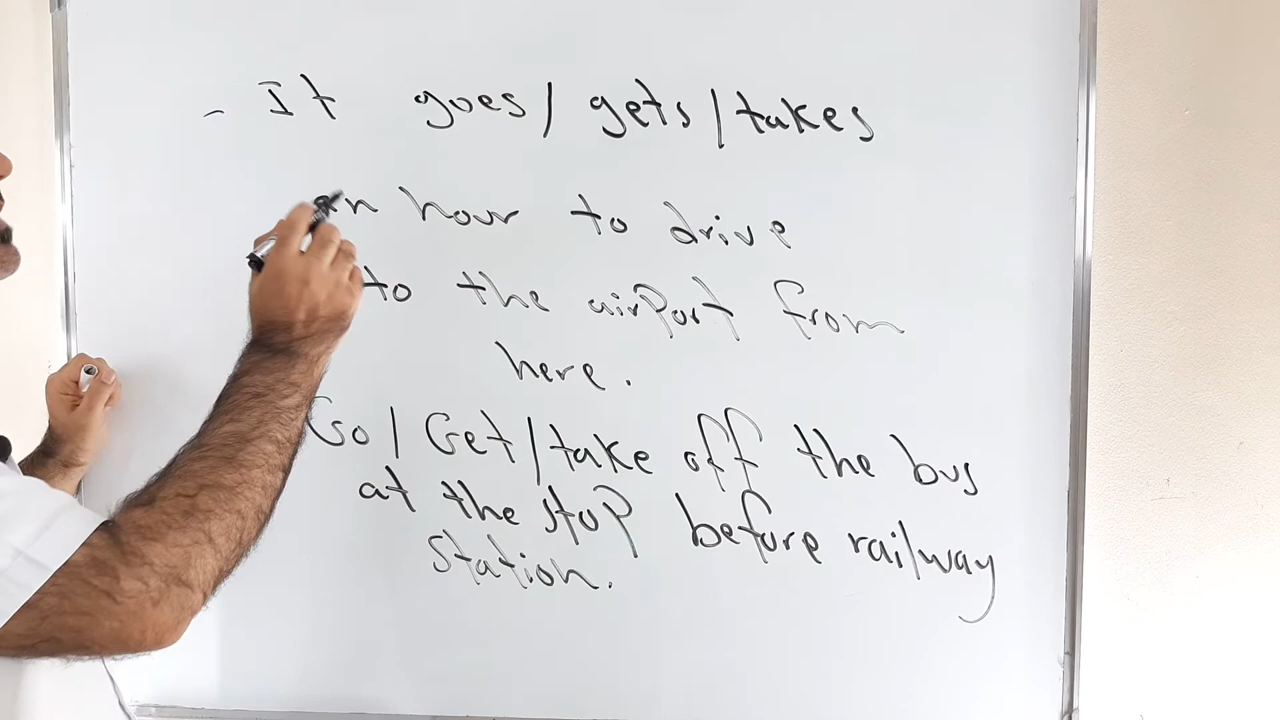 - It goes/gets/takes
an hour to drive
to the airport from
here.
Go/Get/take off the bus
at the stop before railway
station.